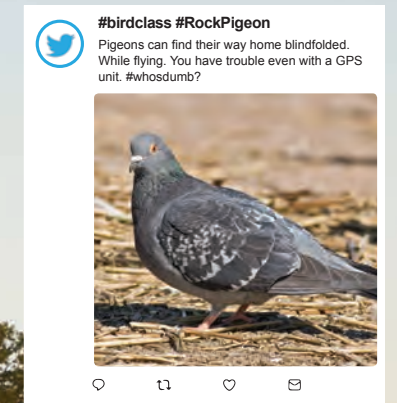 #birdclass #RockPigeon
Pigeons can find their way home blindfolded.
While flying. You have trouble even with a GPS
unit. #whosdumb?